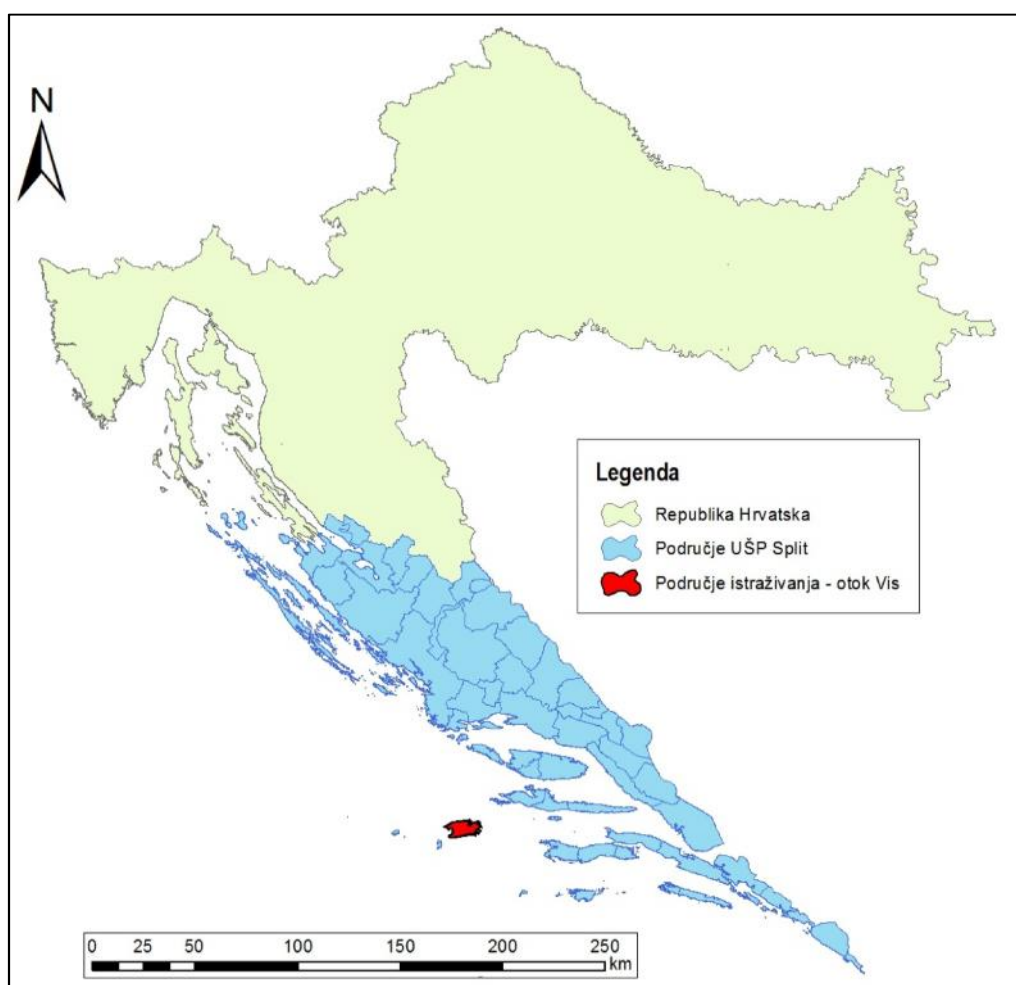 N
Legenda
Republika Hrvatska
Područje UŠP Split
Područje istraživanja - otok Vis
0 25 50 100 150 200 250
km